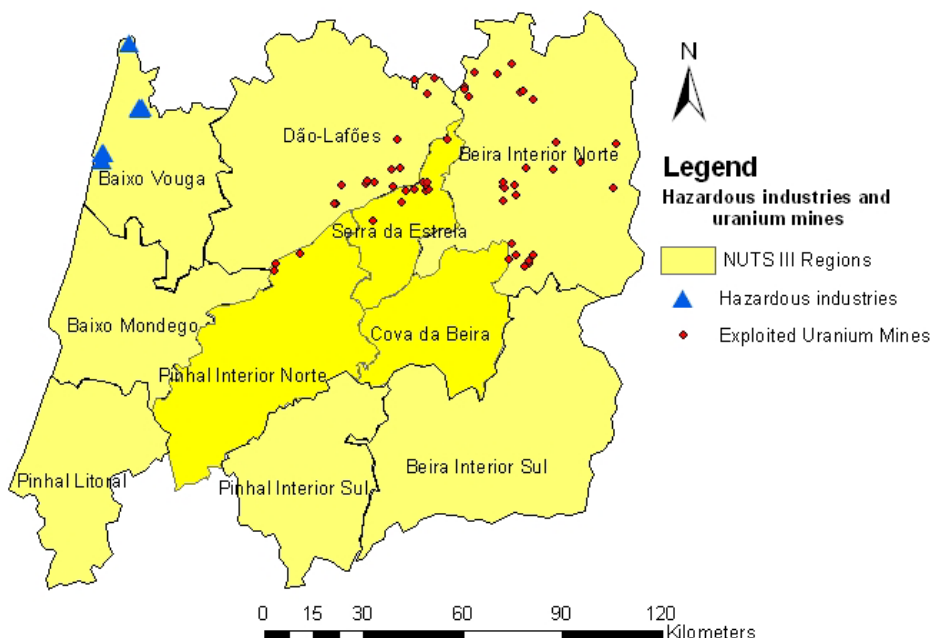 Dão-Lafões
Beira Interior Norte
Baixo Vouga
Serra da Estrela
Baixo Mondego
Cova da Beira
Pinhal Interior Norte
Beira Interior Sul
Pinhal Litoral
Pinhal Interior Sul
N
Legend
Hazardous industries and
uranium mines
NUTS III Regions
Hazardous industries
Exploited Uranium Mines
0 15 30 60 90 120
Kilometers